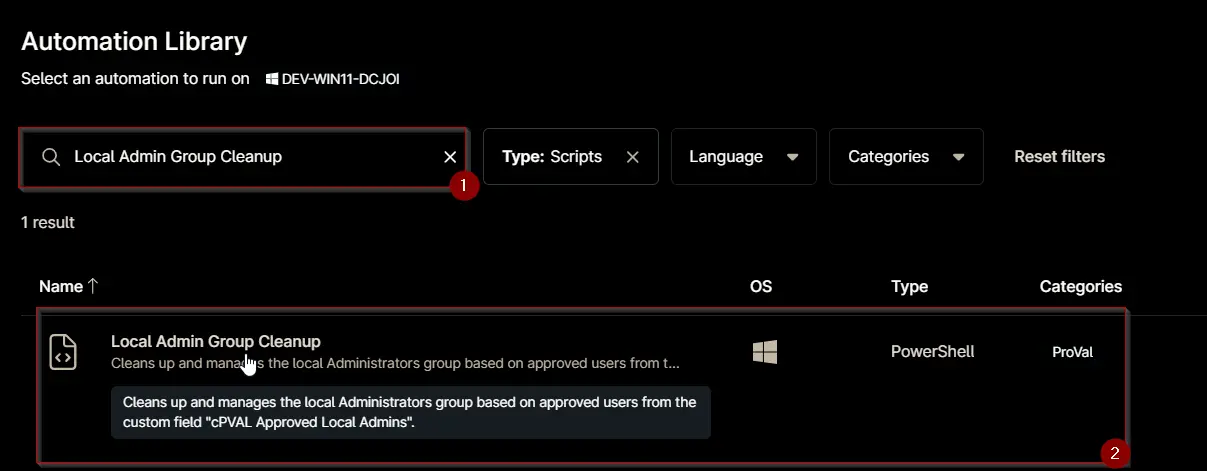 Automation Library
Select an automation to run on DEV-WIN11-DCJOI
Local Admin Group Cleanup
Type: Scripts
Language
Categories
Reset filters
1
1 result
Name
OS
Type
Categories
Local Admin Group Cleanup
Cleans up and manages the local Administrators group based on approved users from t...
PowerShell
ProVal
Cleans up and manages the local Administrators group based on approved users from the
custom field "cPVAL Approved Local Admins".
2